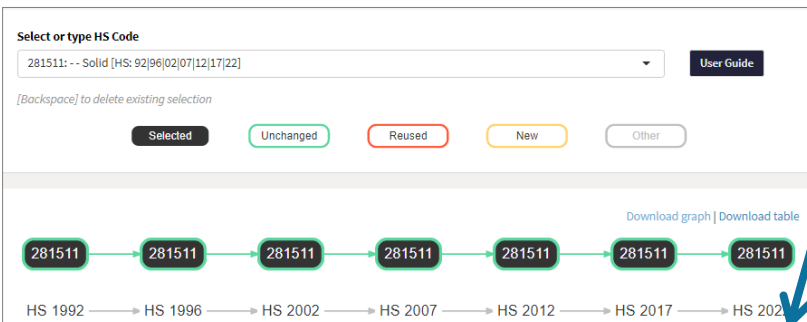 Select or type HS Code
281511: - - Solid [HS: 92|96|02|07|12|17|22]
User Guide
[Backspace] to delete existing selection
Selected Unchanged Reused New Other
Download graph | Download table
281511 281511 281511 281511 281511 281511 281511
HS 1992 HS 1996 HS 2002 HS 2007 HS 2012 HS 2017 HS